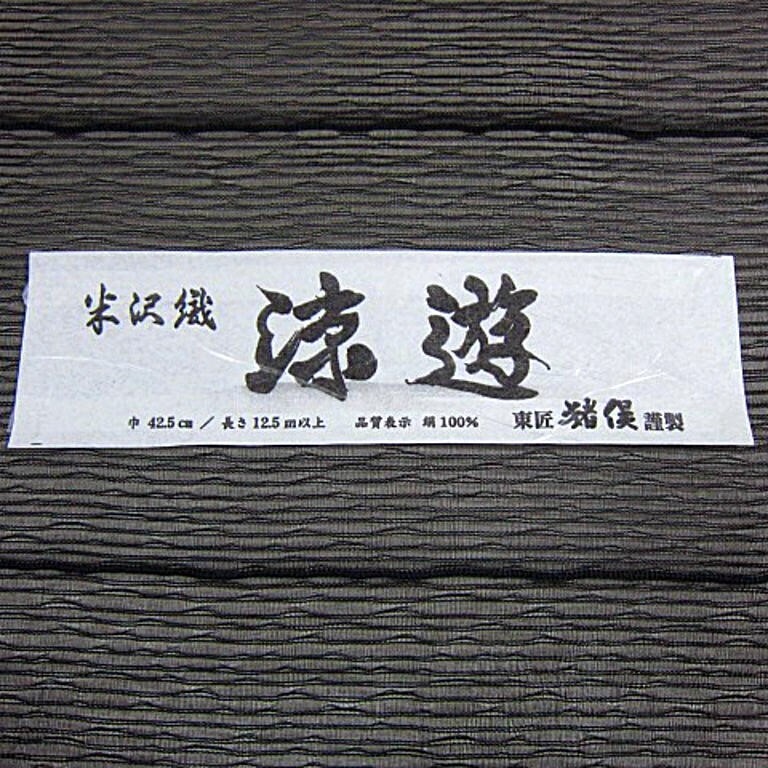 米沢織 涼遊
巾 42.5㎝ / 長さ 12.5m以上 品質表示 絹100% 東匠 猪俣 謹製